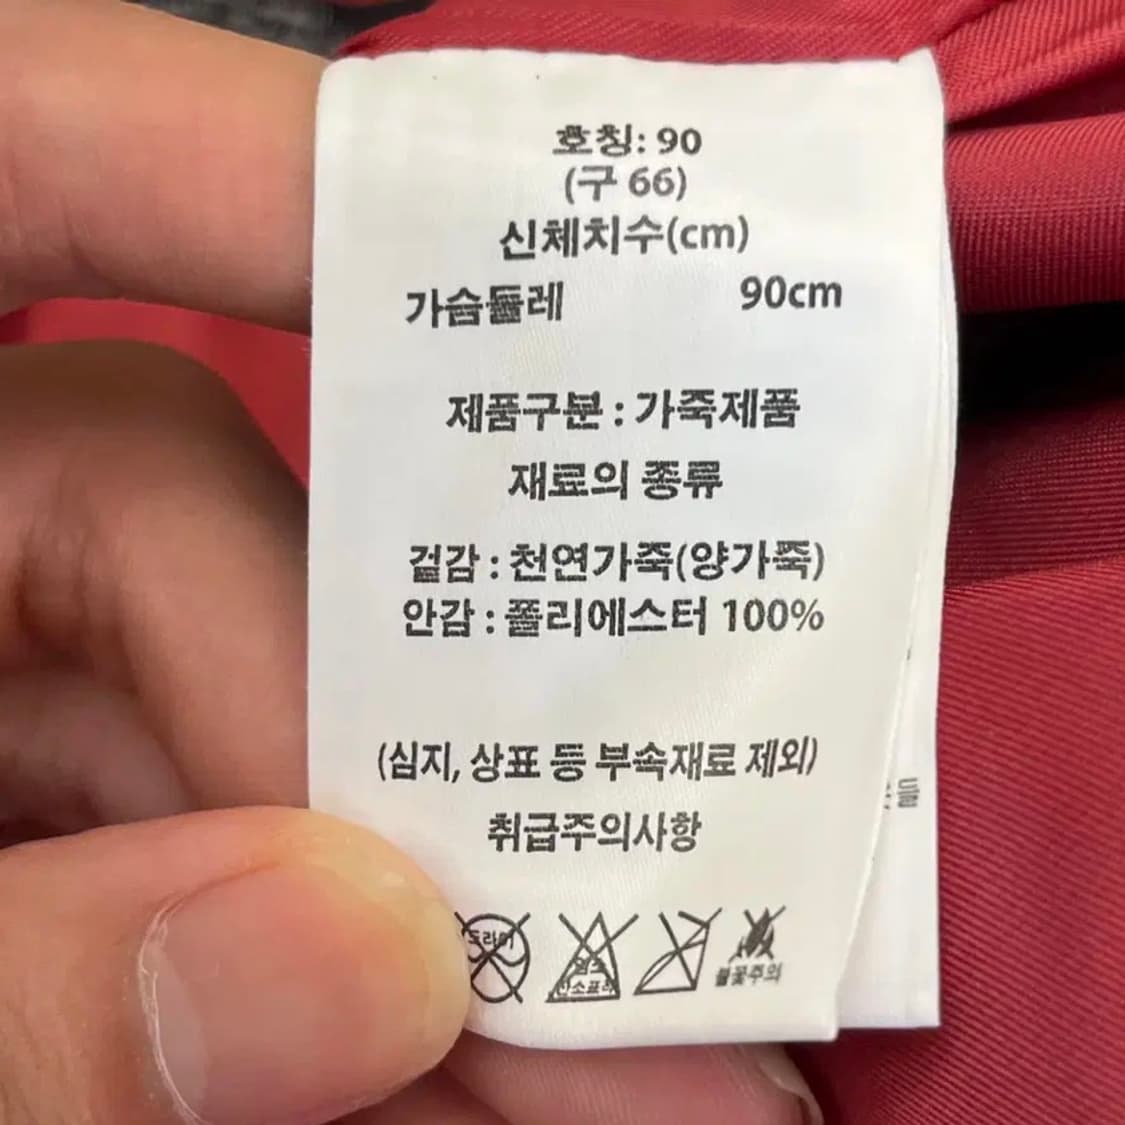 호칭: 90
(구 66)
신체치수(cm)
가슴둘레 90cm
제품구분 : 가죽제품
재료의 종류
겉감 : 천연가죽(양가죽)
안감 : 폴리에스터 100%
(심지, 상표 등 부속재료 제외)
취급주의사항
드라이
염소
산소표백
불꽃주의